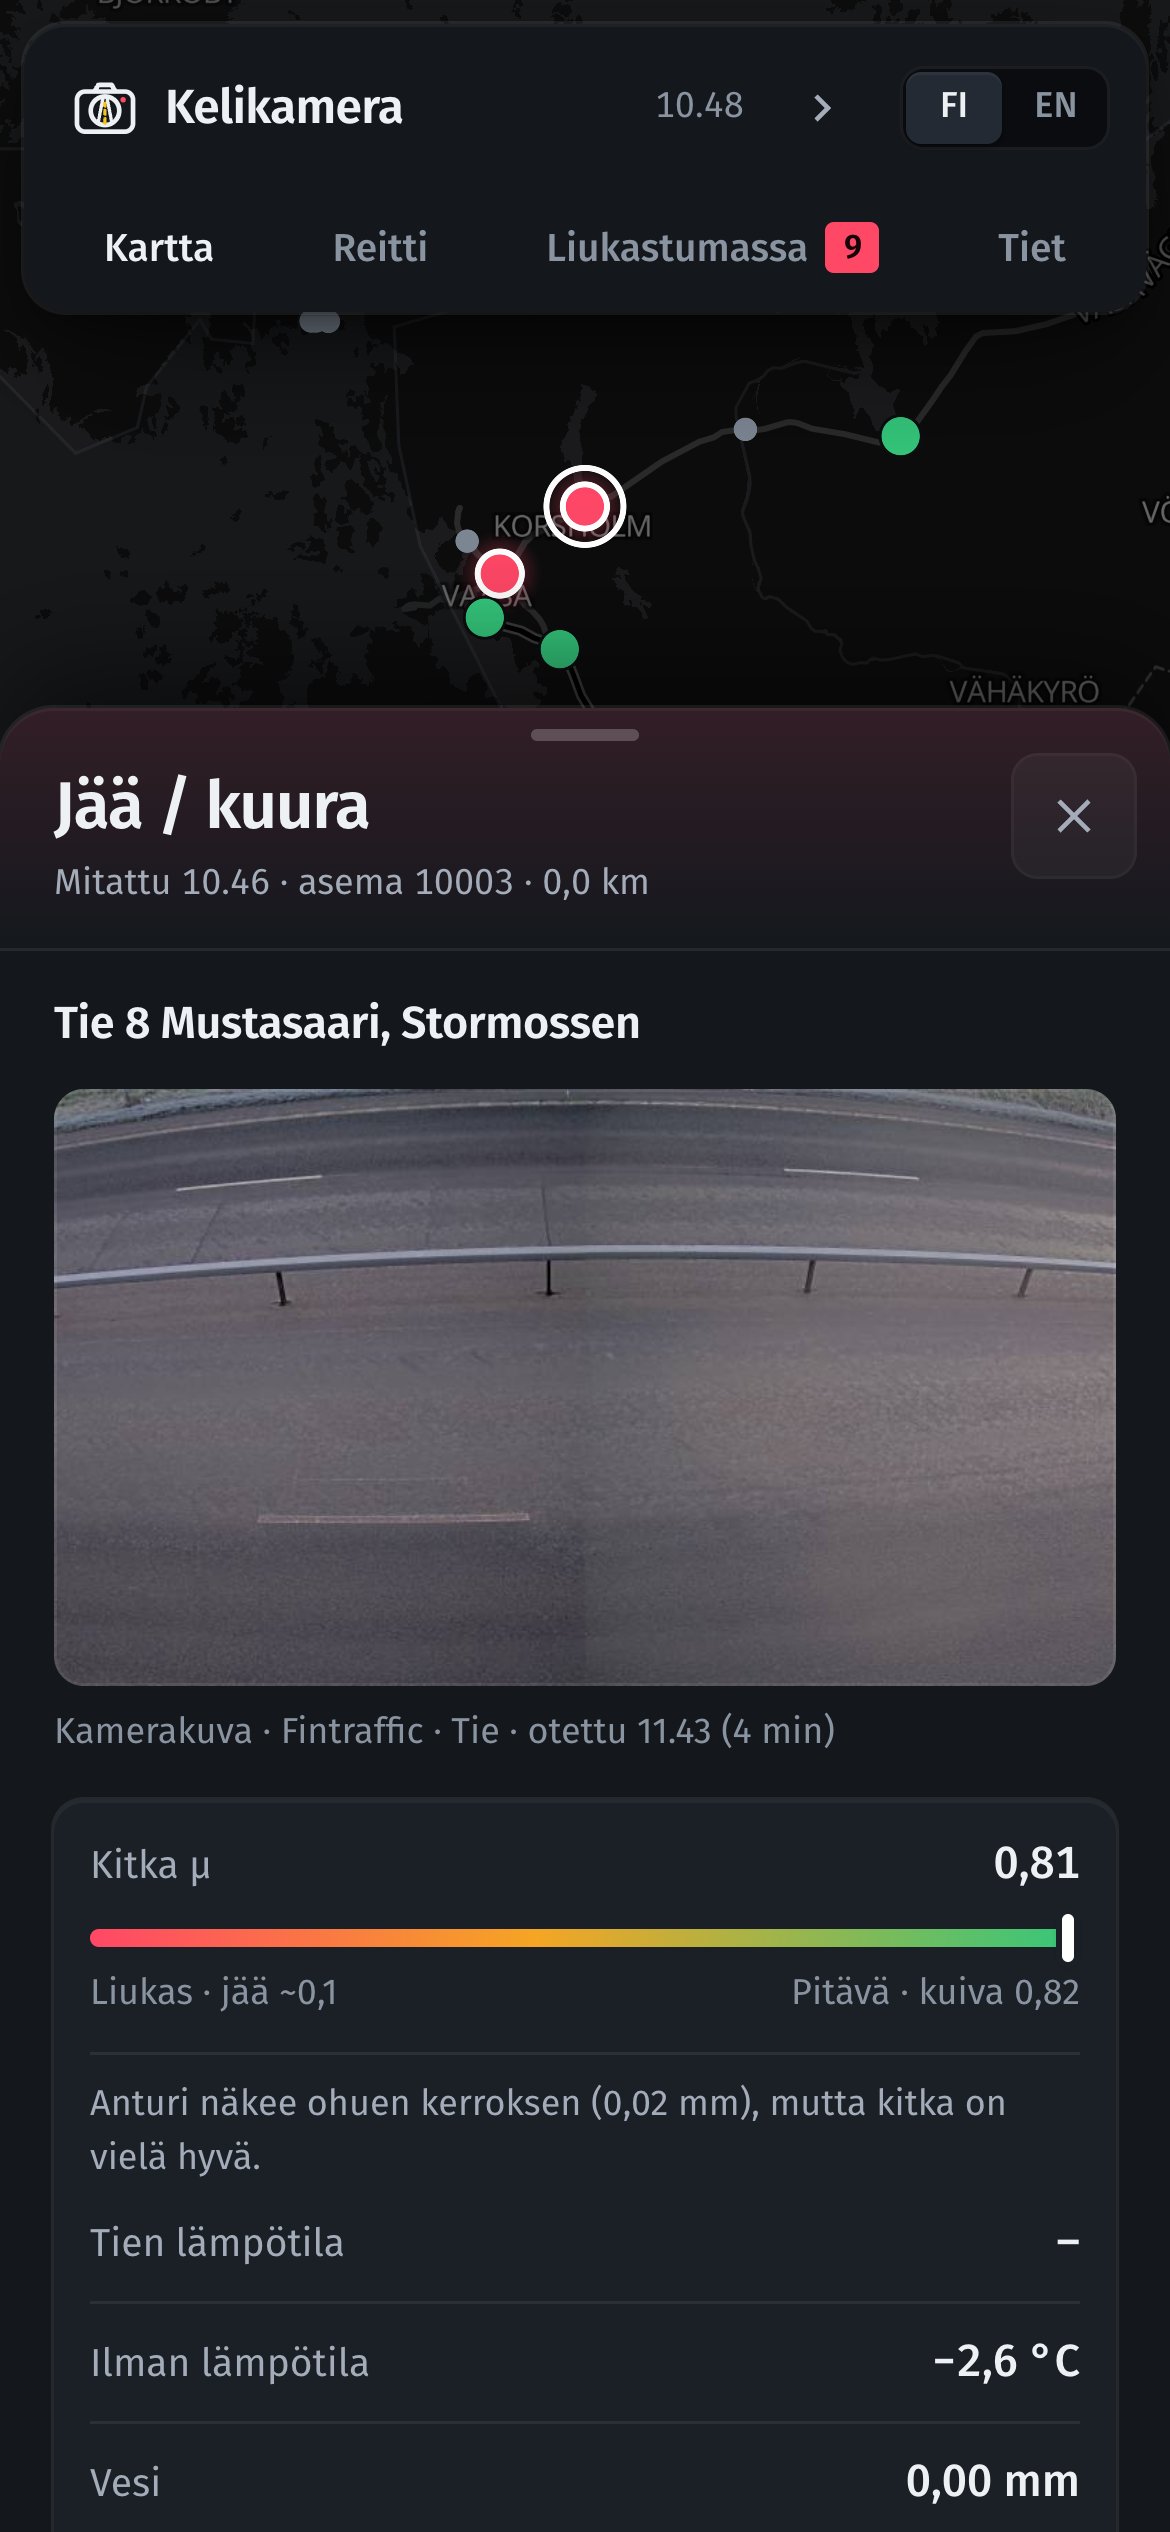 Kelikamera
10.48
FI
EN
Kartta
Reitti
Liukastumassa 9
Tiet
KORSHOLM
VAASA
VÄHÄKYRÖ
Jää / kuura
Mitattu 10.46 · asema 10003 · 0,0 km
Tie 8 Mustasaari, Stormossen
Kamerakuva · Fintraffic · Tie · otettu 11.43 (4 min)
Kitka µ
0,81
Liukas · jää ~0,1
Pitävä · kuiva 0,82
Anturi näkee ohuen kerroksen (0,02 mm), mutta kitka on
vielä hyvä.
Tien lämpötila
–
Ilman lämpötila
−2,6 °C
Vesi
0,00 mm